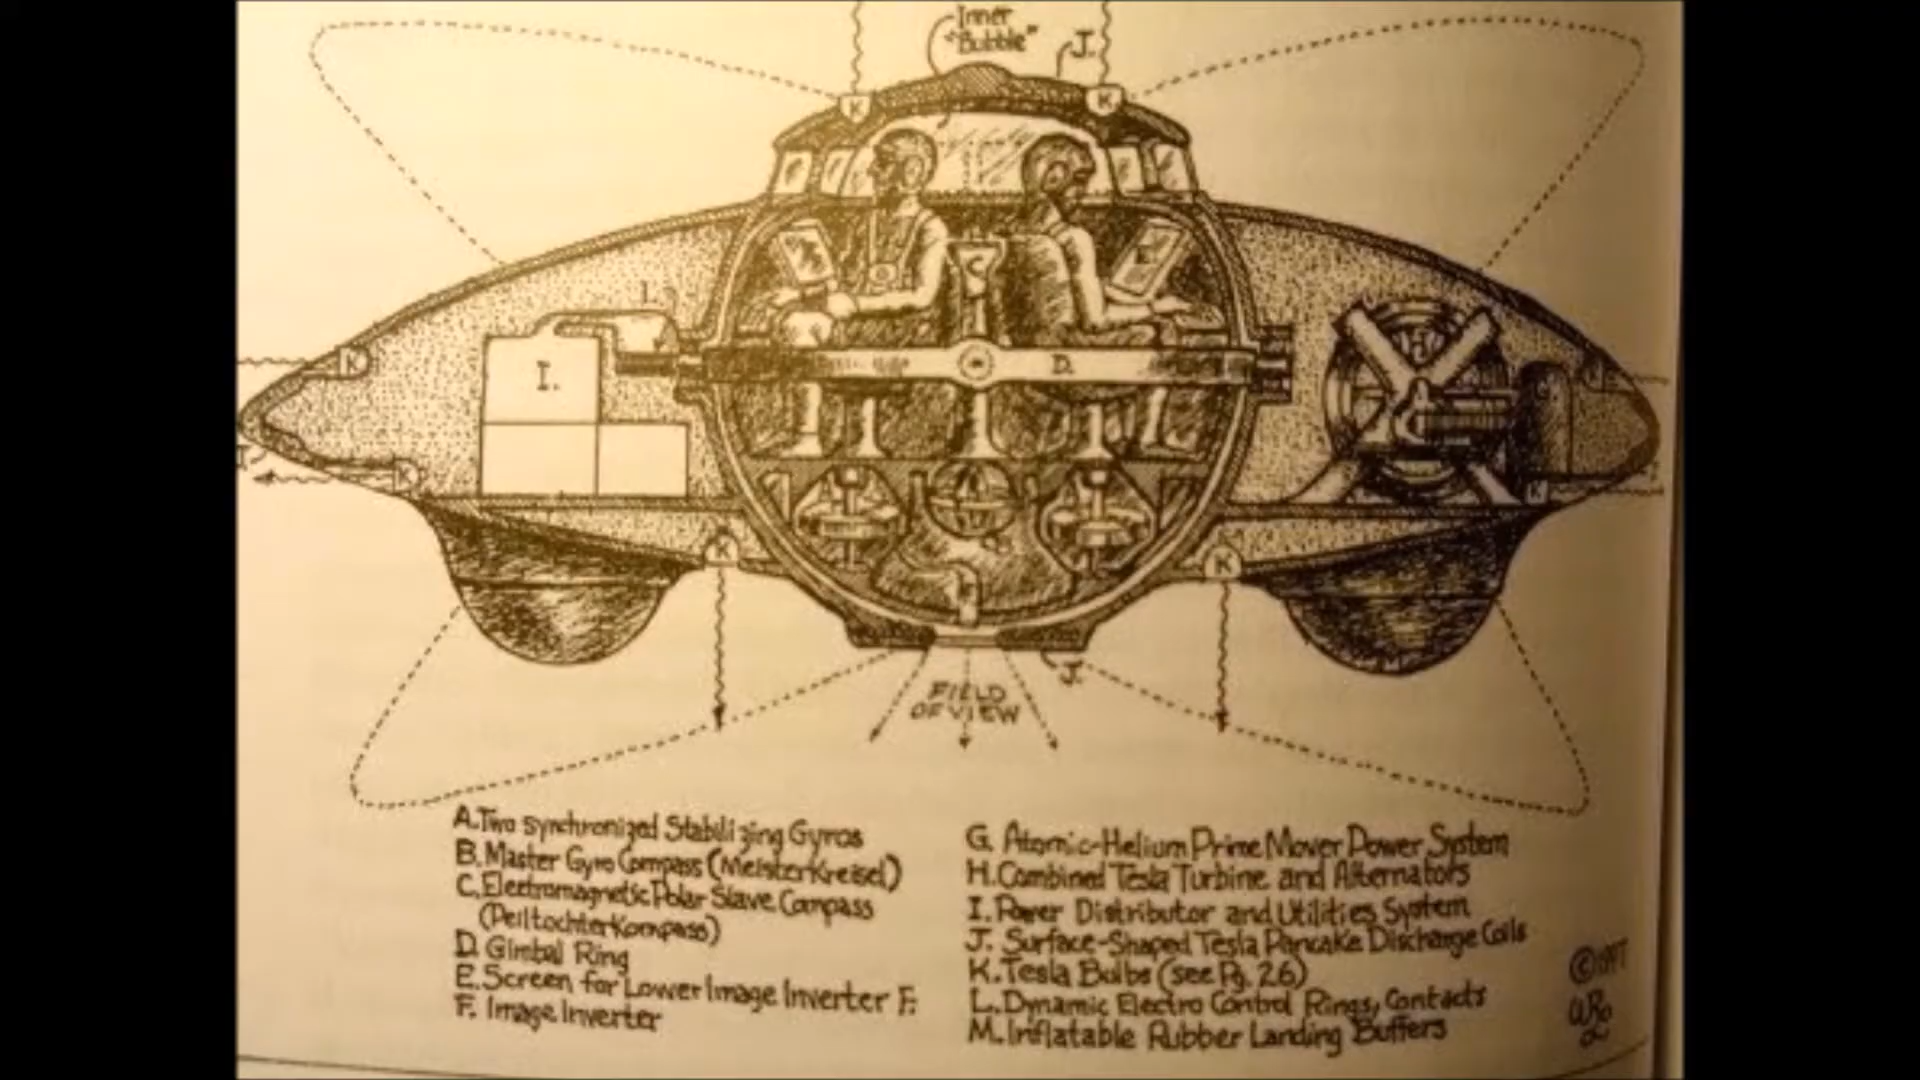 Inner
"Bubble"
J.
K
K
C
I.
D.
H
K
K
K
K
J.
FIELD
OF VIEW
A. Two Synchronized Stabilizing Gyros
B. Master Gyro Compass (Meisterkreisel)
C. Electromagnetic Polar Slave Compass
(Peiltochterkompass)
D. Gimbal Ring
E. Screen for Lower Image Inverter F.
F. Image Inverter
G. Atomic-Helium Prime Mover Power System
H. Combined Tesla Turbine and Alternators
I. Power Distributor and Utilities System
J. Surface-Shaped Tesla Pancake Discharge Coils
K. Tesla Bulbs (see Pg. 26)
L. Dynamic Electro Control Rings, Contacts
M. Inflatable Rubber Landing Buffers